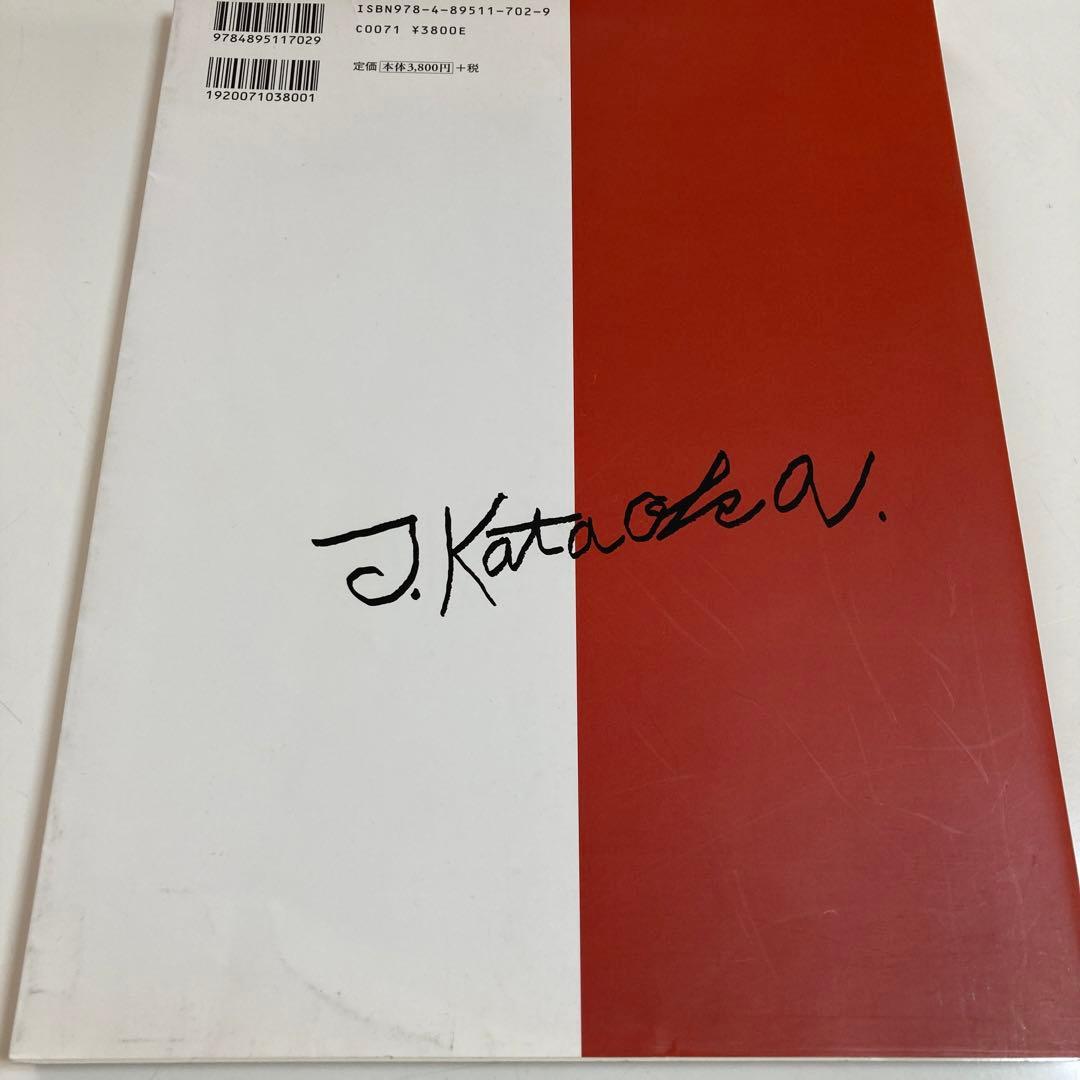 ISBN978-4-89511-702-9
9784895117029
C0071 ¥3800E
定価 本体3,800円 +税
1920071038001
J. Kataoka.